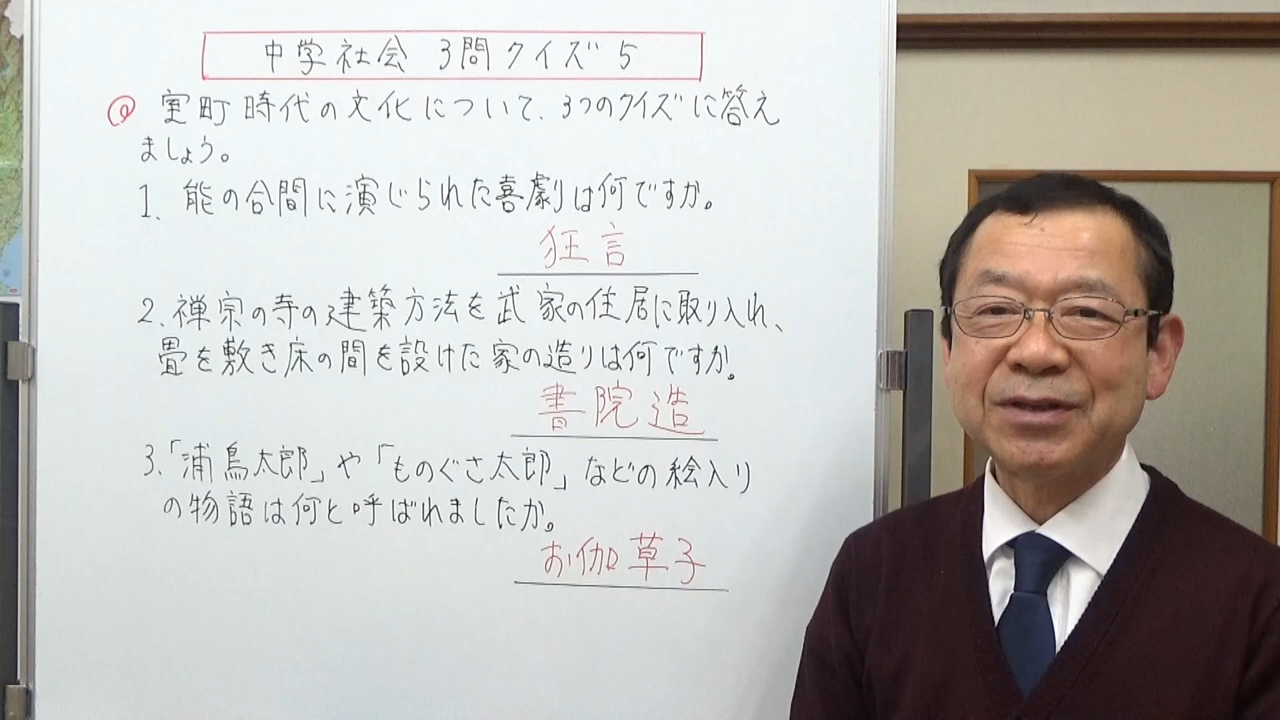 中学社会 3問クイズ 5
@ 室町時代の文化について、3つのクイズに答え
ましょう。
1. 能の合間に演じられた喜劇は何ですか。
狂言
2. 禅宗の寺の建築方法を武家の住居に取り入れ、
畳を敷き床の間を設けた家の造りは何ですか。
書院造
3.「浦島太郎」や「ものぐさ太郎」などの絵入り
の物語は何と呼ばれましたか。
お伽草子